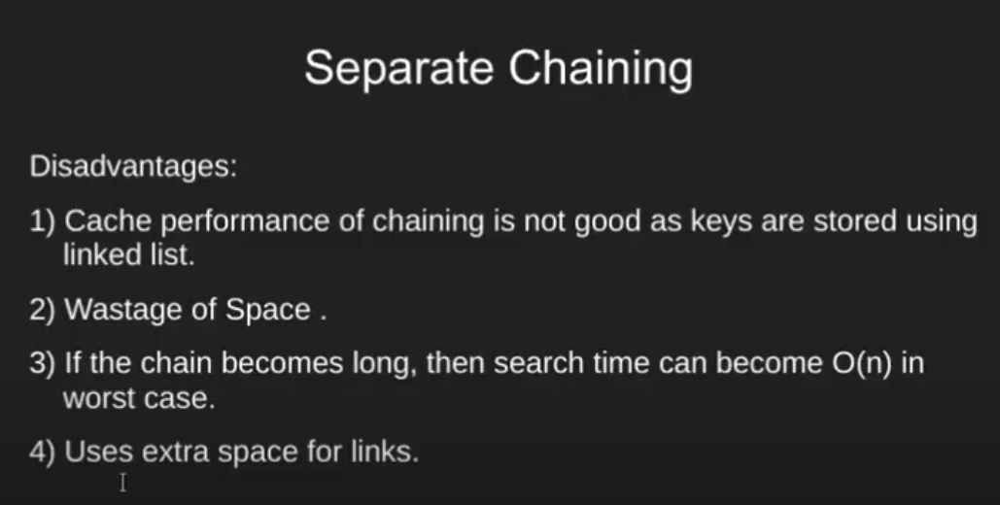 Separate Chaining
Disadvantages:
1) Cache performance of chaining is not good as keys are stored using
linked list.
2) Wastage of Space .
3) If the chain becomes long, then search time can become O(n) in
worst case.
4) Uses extra space for links.